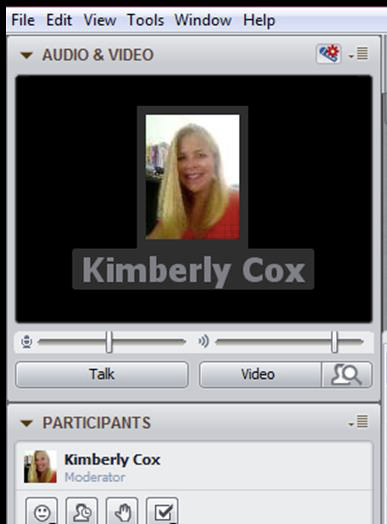 File Edit View Tools Window Help
AUDIO & VIDEO
Kimberly Cox
Talk Video
PARTICIPANTS
Kimberly Cox
Moderator